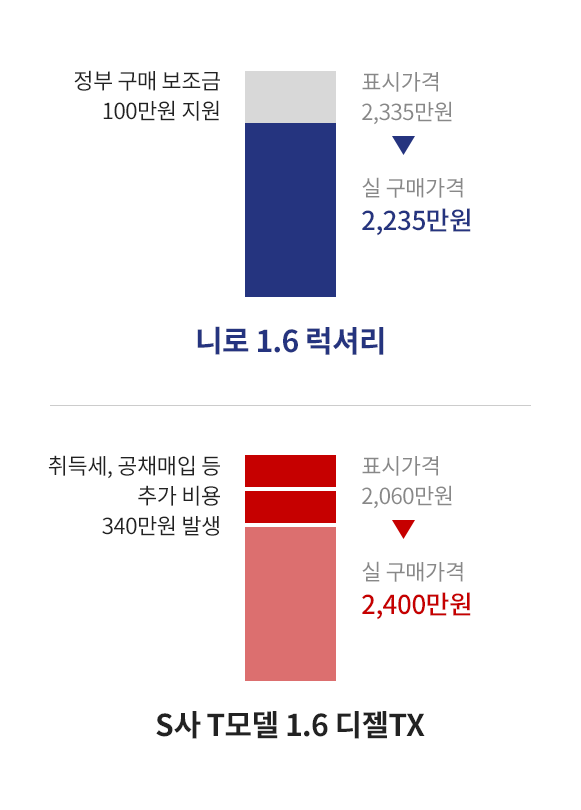 정부 구매 보조금
100만원 지원
표시가격
2,335만원
실 구매가격
2,235만원
니로 1.6 럭셔리
취득세, 공채매입 등
추가 비용
340만원 발생
표시가격
2,060만원
실 구매가격
2,400만원
S사 T모델 1.6 디젤TX